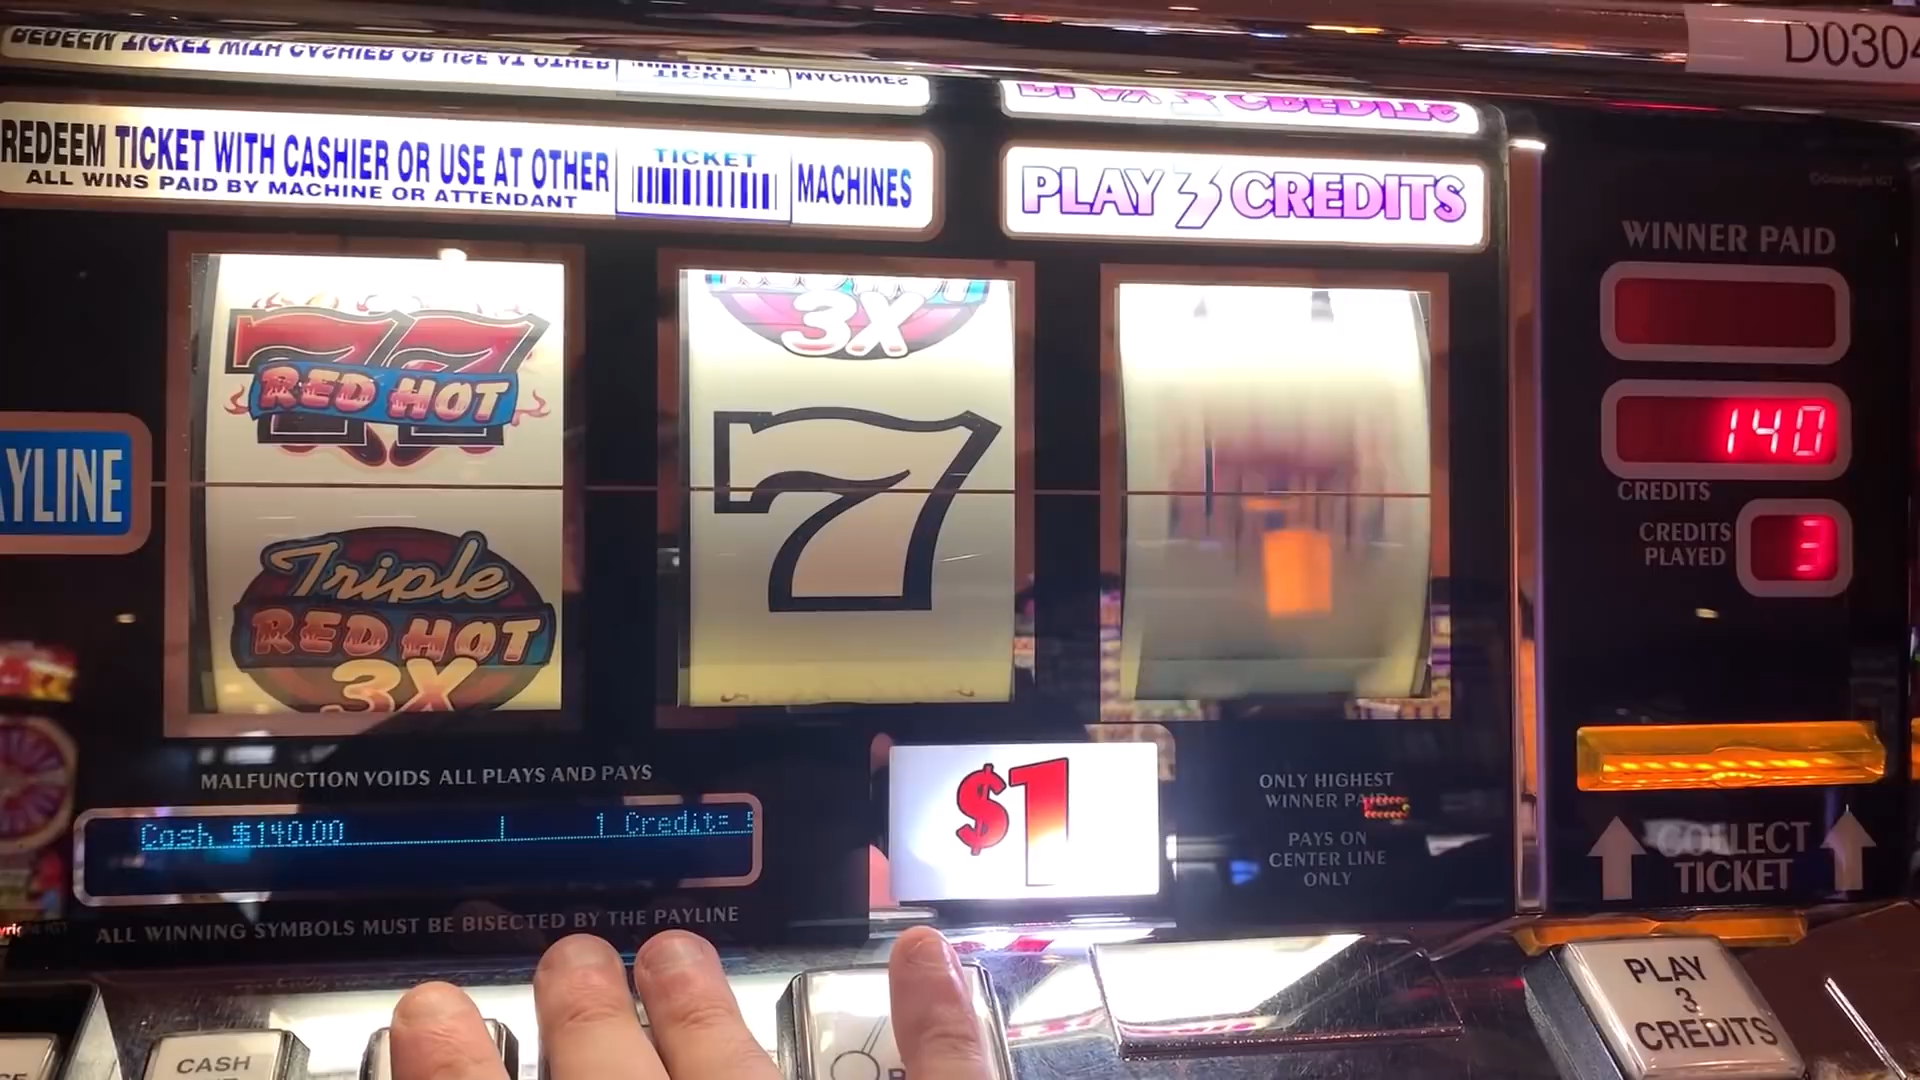 D0304
REDEEM TICKET WITH CASHIER OR USE AT OTHER
TICKET
MACHINES
ALL WINS PAID BY MACHINE OR ATTENDANT
PLAY 3 CREDITS
WINNER PAID
140
CREDITS
CREDITS
PLAYED
3
77
RED HOT
Triple
RED HOT
3X
3X
7
YLINE
MALFUNCTION VOIDS ALL PLAYS AND PAYS
Cash $140.00
1 Credit=
ALL WINNING SYMBOLS MUST BE BISECTED BY THE PAYLINE
$1
ONLY HIGHEST
WINNER PAID
PAYS ON
CENTER LINE
ONLY
COLLECT
TICKET
CASH
PLAY
3
CREDITS